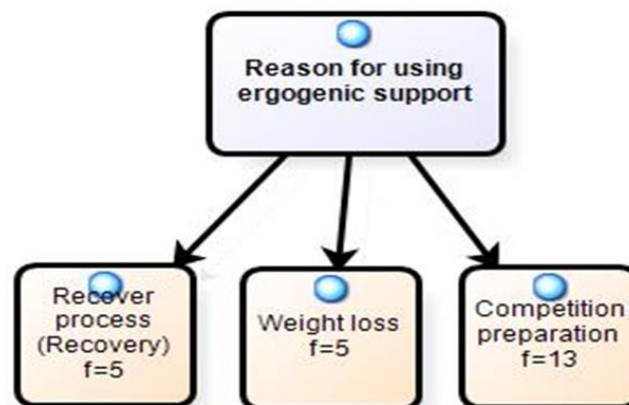 Reason for using
ergogenic support
Recover
process
(Recovery)
f=5
Weight loss
f=5
Competition
preparation
f=13